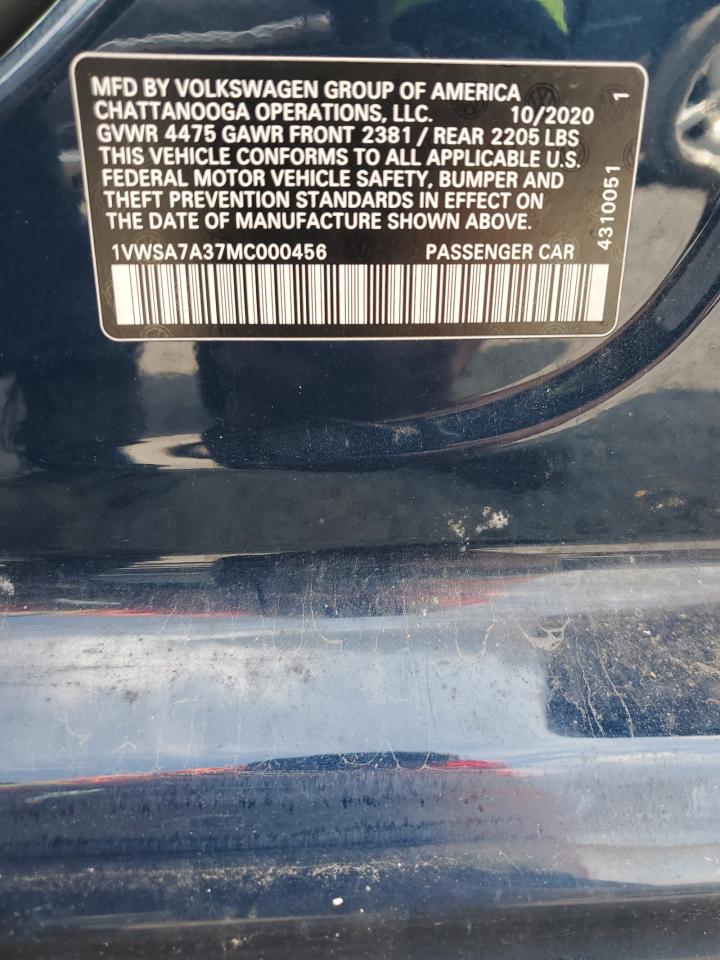 MFD BY VOLKSWAGEN GROUP OF AMERICA
CHATTANOOGA OPERATIONS, LLC. 10/2020
GVWR 4475 GAWR FRONT 2381 / REAR 2205 LBS
THIS VEHICLE CONFORMS TO ALL APPLICABLE U.S.
FEDERAL MOTOR VEHICLE SAFETY, BUMPER AND
THEFT PREVENTION STANDARDS IN EFFECT ON
THE DATE OF MANUFACTURE SHOWN ABOVE.
1VWSA7A37MC000456 PASSENGER CAR
4310051 1